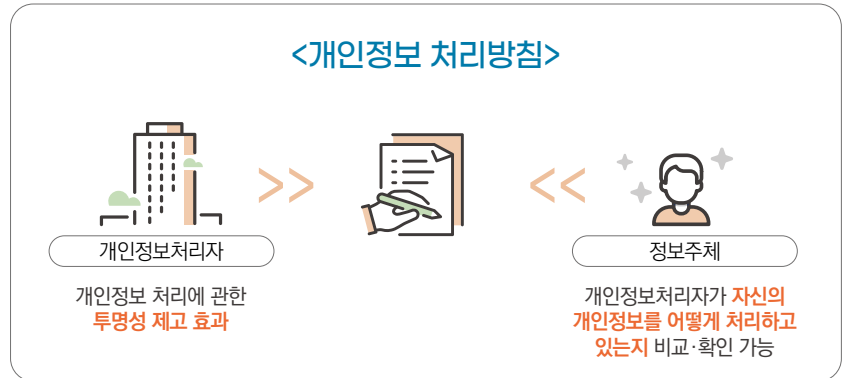 <개인정보 처리방침>
개인정보처리자
개인정보 처리에 관한
투명성 제고 효과
정보주체
개인정보처리자가 자신의
개인정보를 어떻게 처리하고
있는지 비교·확인 가능